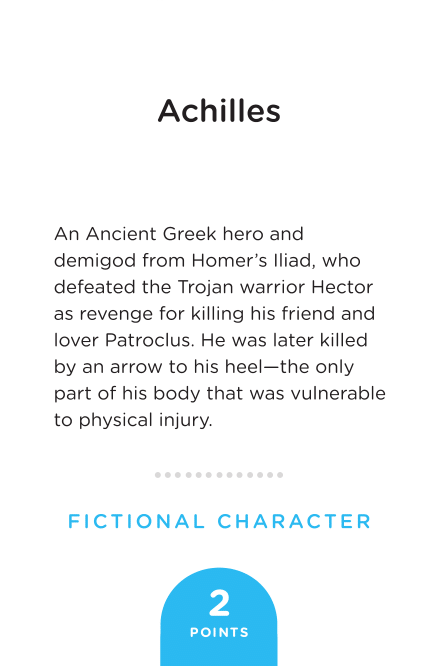 Achilles
An Ancient Greek hero and
demigod from Homer’s Iliad, who
defeated the Trojan warrior Hector
as revenge for killing his friend and
lover Patroclus. He was later killed
by an arrow to his heel—the only
part of his body that was vulnerable
to physical injury.
FICTIONAL CHARACTER
2
POINTS